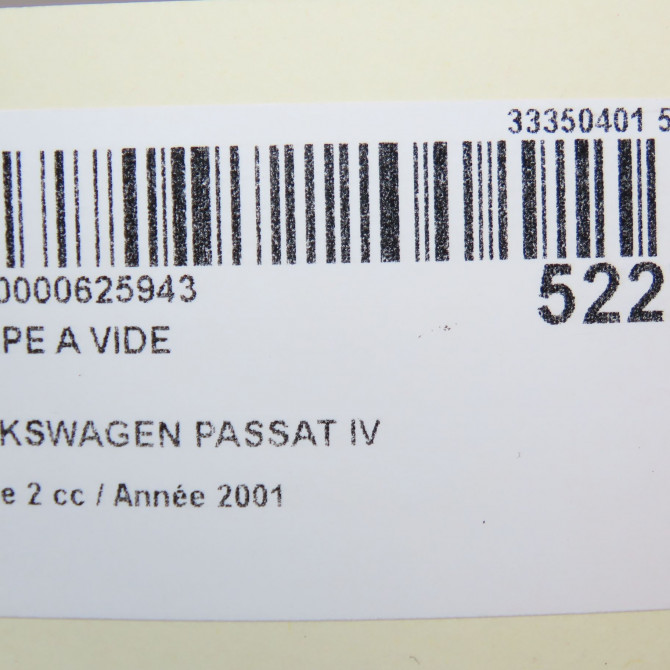 33350401 5
0000625943
522
PE A VIDE
KSWAGEN PASSAT IV
e 2 cc / Année 2001